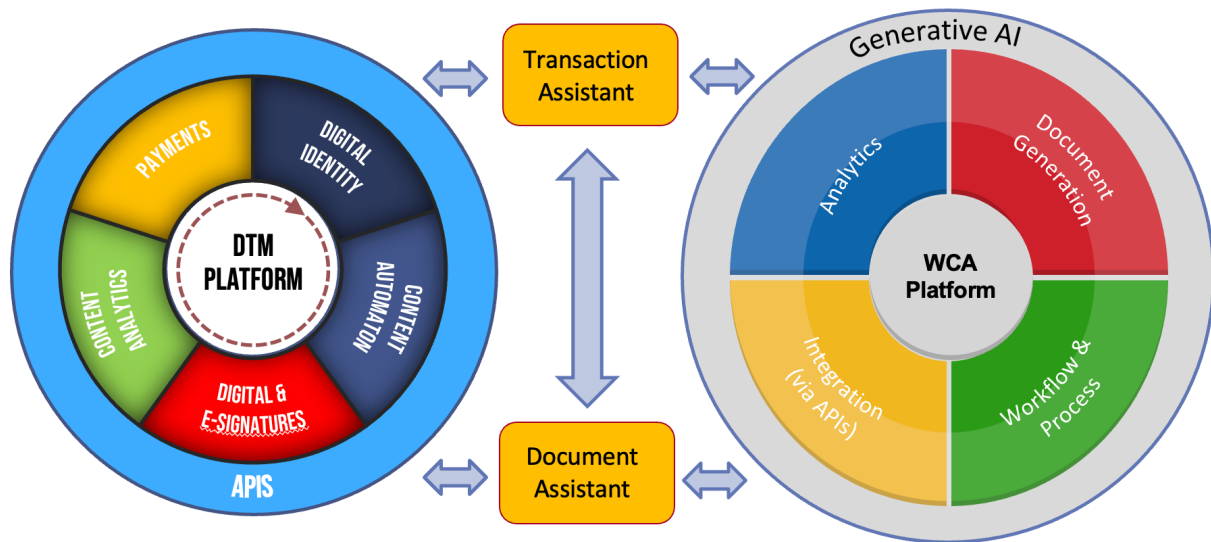 PAYMENTS
DIGITAL
IDENTITY
CONTENT
ANALYTICS
DTM
PLATFORM
CONTENT
AUTOMATON
DIGITAL &
E-SIGNATURES
APIS
Transaction
Assistant
Document
Assistant
Generative AI
Analytics
Document
Generation
WCA
Platform
Integration
(via APIs)
Workflow &
Process